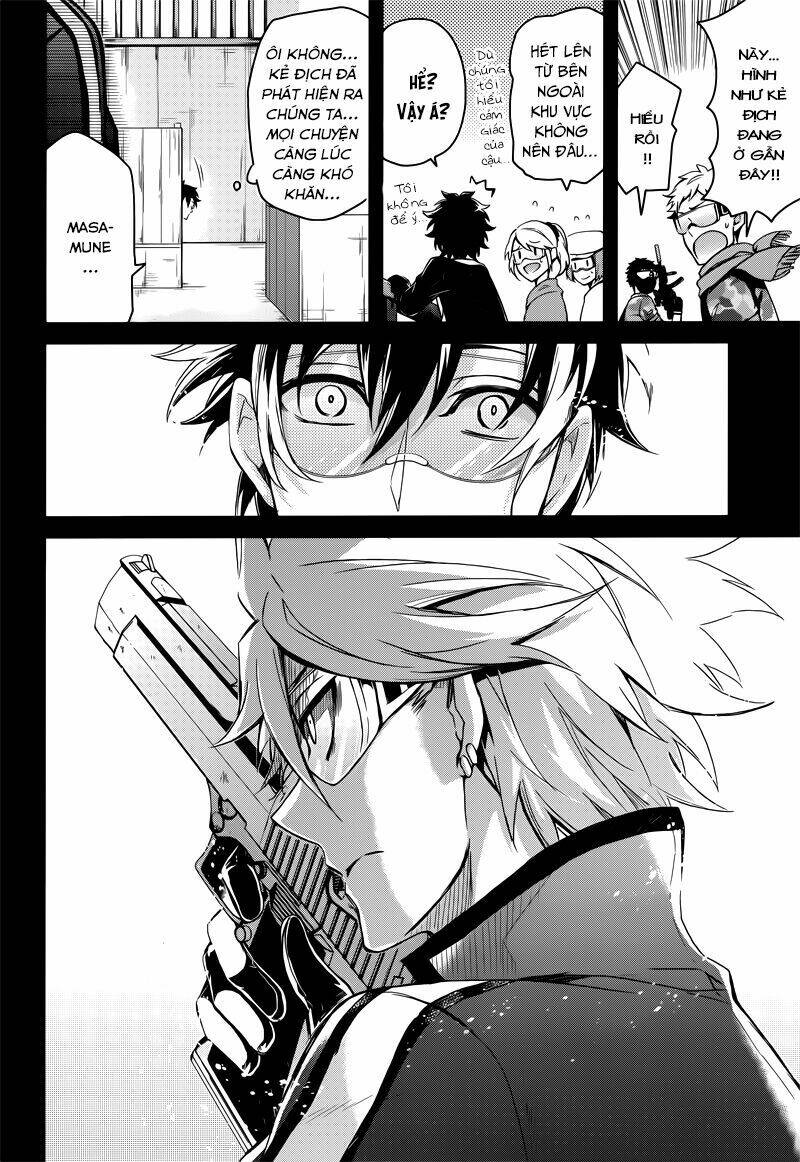 NÀY...
HÌNH
NHƯ KẺ
ĐỊCH
ĐANG
Ở GẦN
ĐÂY!!
HIỂU
RỒI!!
HÉT LÊN
TỪ BÊN
NGOÀI
KHU VỰC
KHÔNG
NÊN ĐÂU...
Dù
chúng
tôi
hiểu
cảm
giác
của
cậu...
HỂ?
VẬY Á?
Tôi
không
để ý...
ÔI KHÔNG...
KẺ ĐỊCH ĐÃ
PHÁT HIỆN RA
CHÚNG TA...
MỌI CHUYỆN
CÀNG LÚC
CÀNG KHÓ
KHĂN...
MASA-
MUNE
...